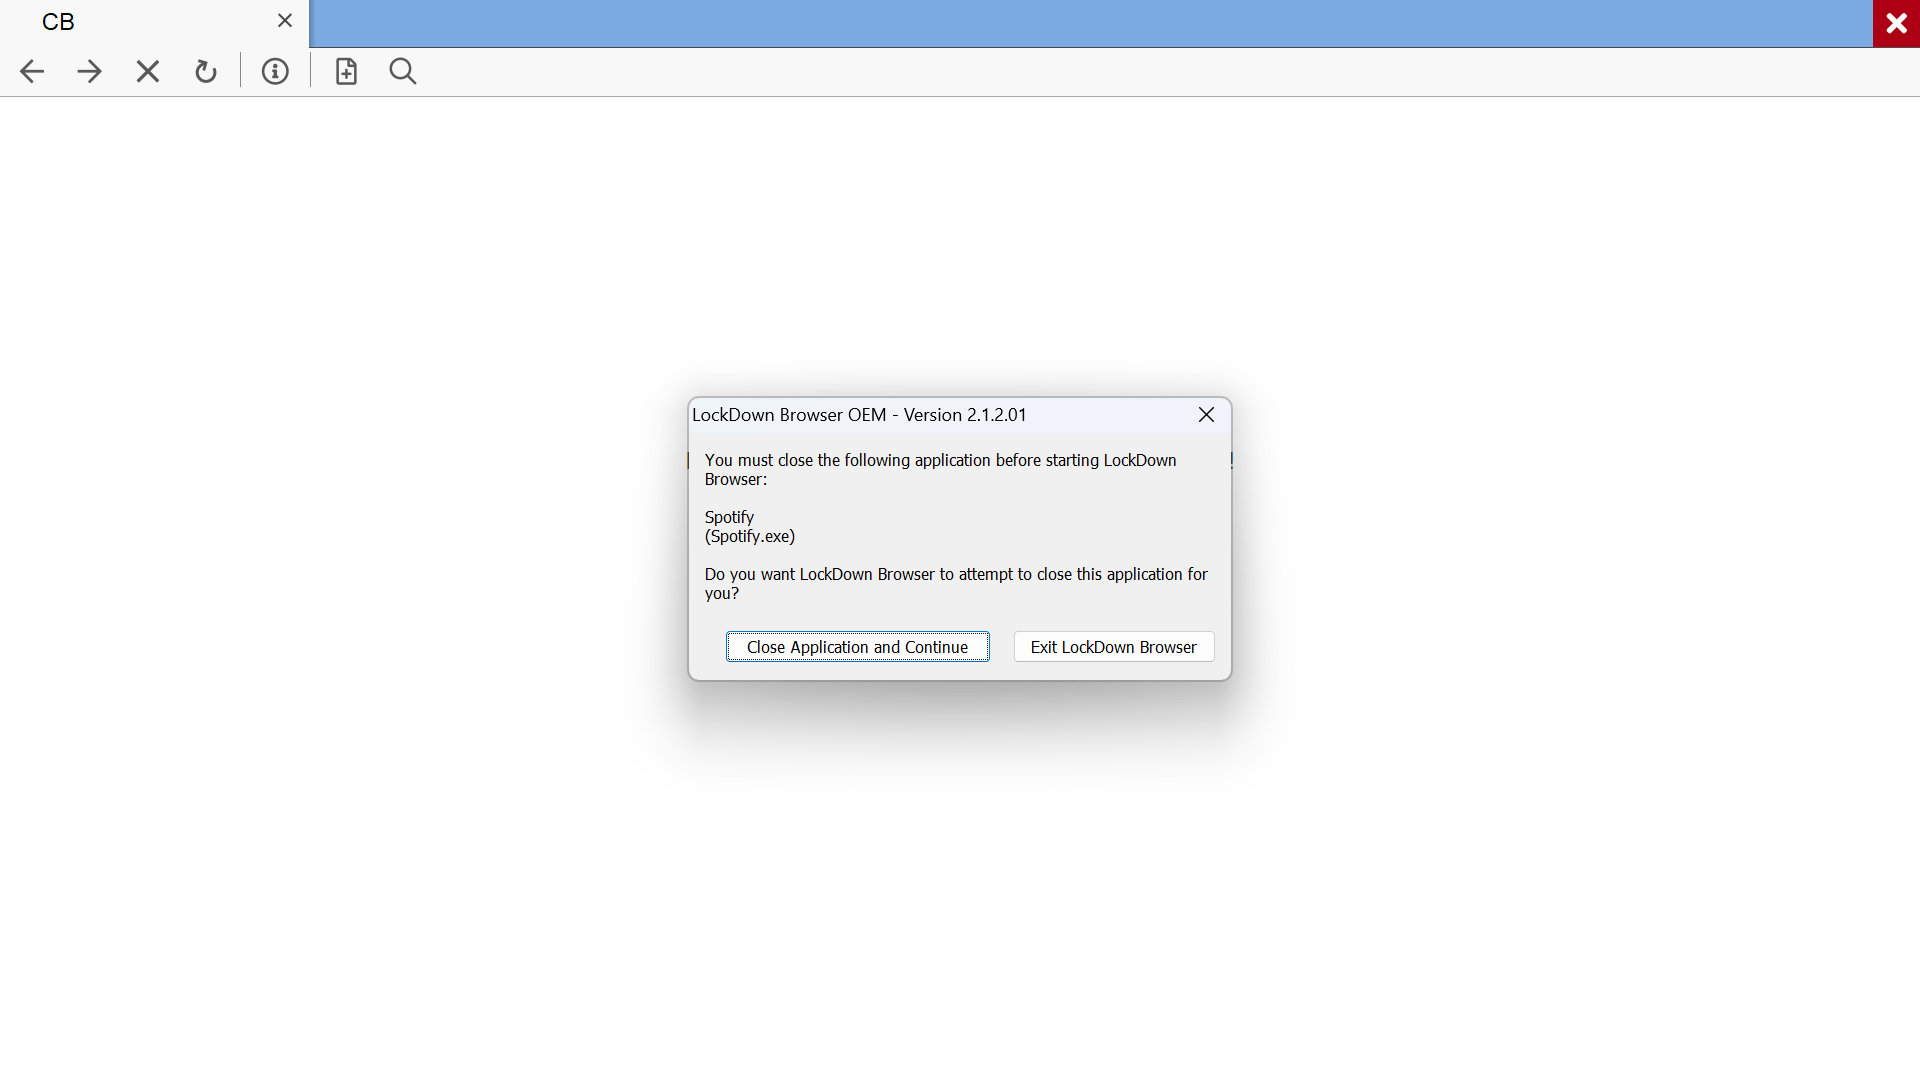 CB
LockDown Browser OEM - Version 2.1.2.01
You must close the following application before starting LockDown
Browser:
Spotify
(Spotify.exe)
Do you want LockDown Browser to attempt to close this application for
you?
Close Application and Continue
Exit LockDown Browser